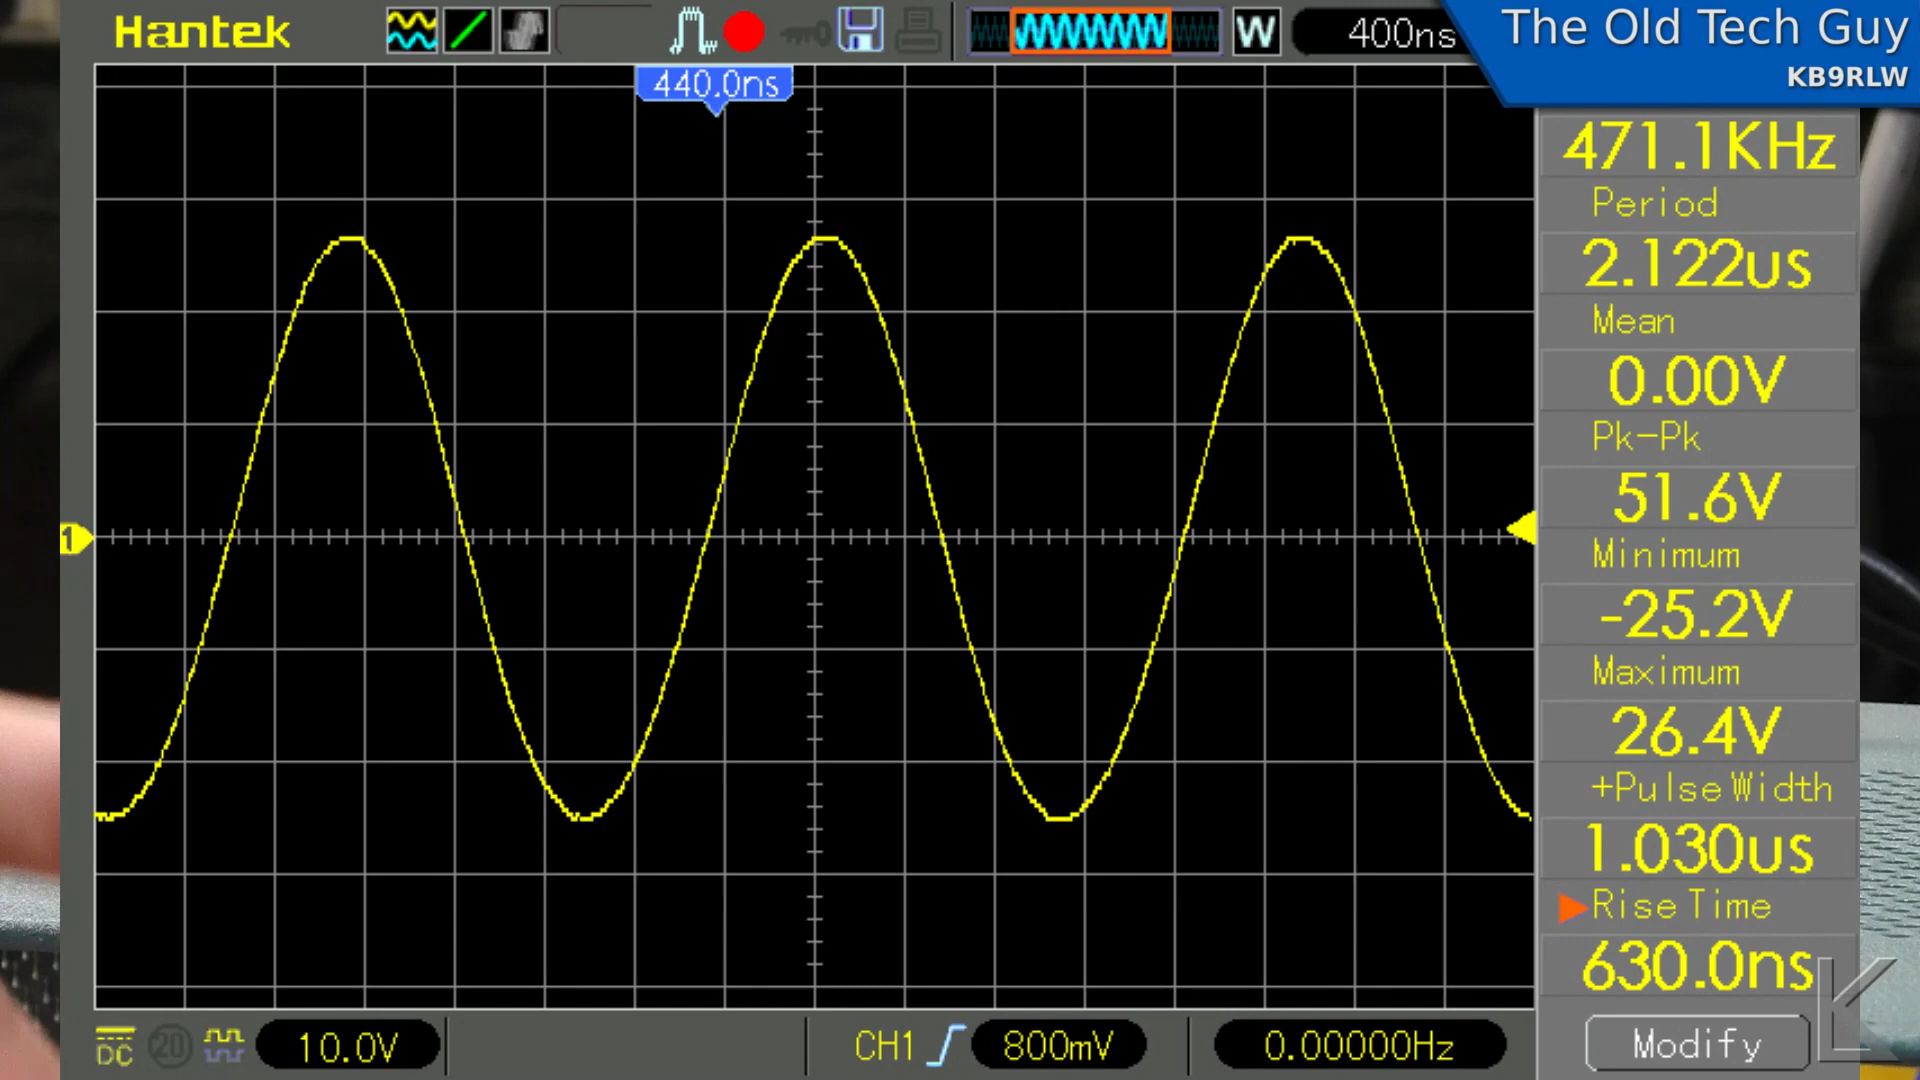 Hantek
W
400ns
The Old Tech Guy
KB9RLW
440.0ns
471.1KHz
Period
2.122us
Mean
0.00V
Pk-Pk
51.6V
Minimum
-25.2V
Maximum
26.4V
+PulseWidth
1.030us
Rise Time
630.0ns
1
DC
20
10.0V
CH1
800mV
0.00000Hz
Modify